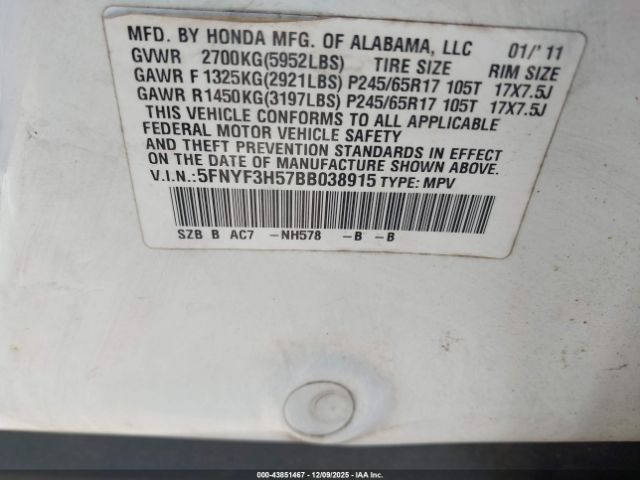 MFD. BY HONDA MFG. OF ALABAMA, LLC 01/'11
GVWR 2700KG(5952LBS) TIRE SIZE RIM SIZE
GAWR F 1325KG(2921LBS) P245/65R17 105T 17X7.5J
GAWR R1450KG(3197LBS) P245/65R17 105T 17X7.5J
THIS VEHICLE CONFORMS TO ALL APPLICABLE
FEDERAL MOTOR VEHICLE SAFETY
AND THEFT PREVENTION STANDARDS IN EFFECT
ON THE DATE OF MANUFACTURE SHOWN ABOVE.
V.I.N.:5FNYF3H57BB038915 TYPE: MPV
SZB B AC7 -NH578 -B -B
000-43851467 - 12/09/2025 - IAAI.COM